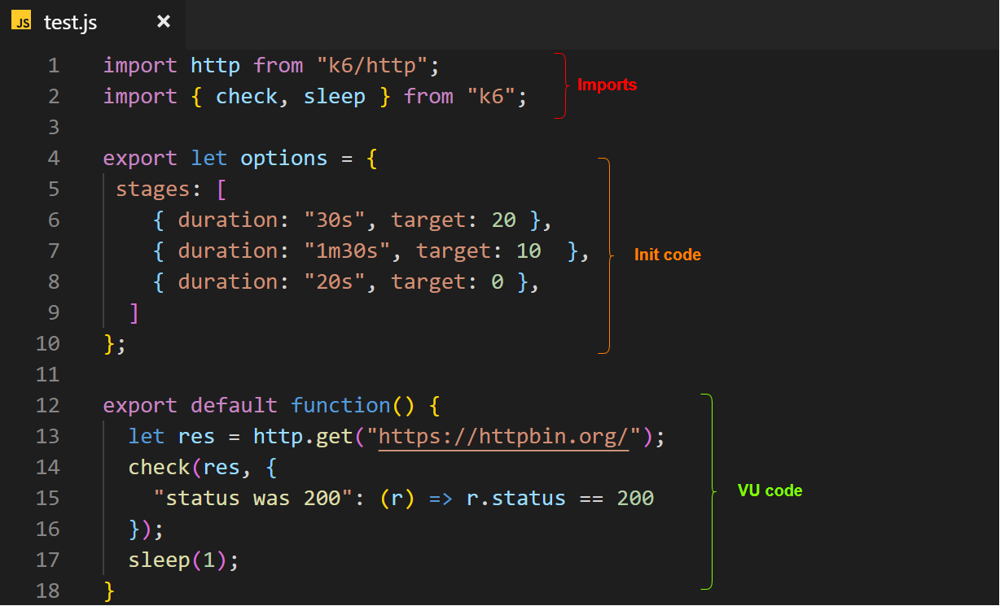 JS test.js ×
1 import http from "k6/http";
2 import { check, sleep } from "k6";
Imports
3
4 export let options = {
5  stages: [
6    { duration: "30s", target: 20 },
7    { duration: "1m30s", target: 10  },
Init code
8    { duration: "20s", target: 0 },
9  ]
10 };
11
12 export default function() {
13  let res = http.get("https://httpbin.org/");
14  check(res, {
15    "status was 200": (r) => r.status == 200
VU code
16  });
17  sleep(1);
18 }